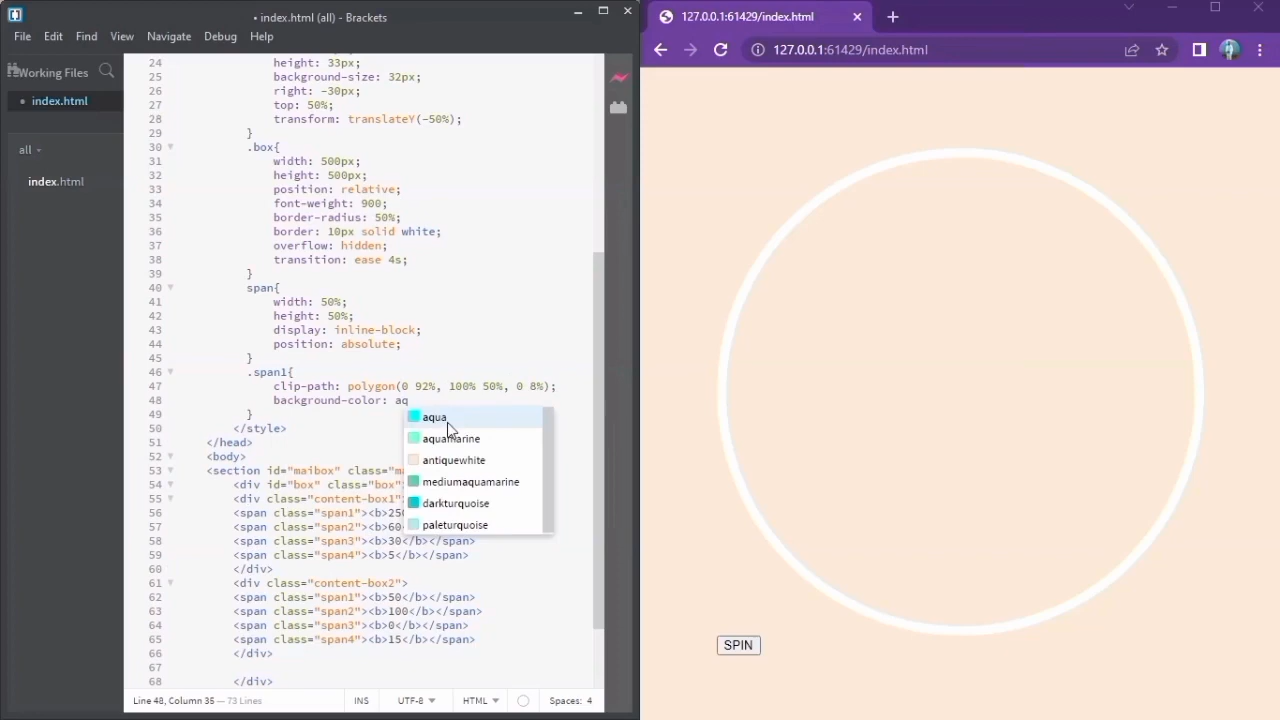 • index.html (all) - Brackets
File Edit Find View Navigate Debug Help
Working Files
• index.html
all
index.html
24 height: 33px;
25 background-size: 32px;
26 right: -30px;
27 top: 50%;
28 transform: translateY(-50%);
29 }
30 .box{
31 width: 500px;
32 height: 500px;
33 position: relative;
34 font-weight: 900;
35 border-radius: 50%;
36 border: 10px solid white;
37 overflow: hidden;
38 transition: ease 4s;
39 }
40 span{
41 width: 50%;
42 height: 50%;
43 display: inline-block;
44 position: absolute;
45 }
46 .span1{
47 clip-path: polygon(0 92%, 100% 50%, 0 8%);
48 background-color: aq
49 }
50 </style>
51 </head>
52 <body>
53 <section id="maibox" class="ma
54 <div id="box" class="box"
55 <div class="content-box1"
56 <span class="span1"><b>25
57 <span class="span2"><b>60
58 <span class="span3"><b>30</b></span>
59 <span class="span4"><b>5</b></span>
60 </div>
61 <div class="content-box2">
62 <span class="span1"><b>50</b></span>
63 <span class="span2"><b>100</b></span>
64 <span class="span3"><b>0</b></span>
65 <span class="span4"><b>15</b></span>
66 </div>
67
68 </div>
aqua
aquamarine
antiquewhite
mediumaquamarine
darkturquoise
paleturquoise
Line 48, Column 35 — 73 Lines INS UTF-8 HTML Spaces: 4
127.0.0.1:61429/index.html
127.0.0.1:61429/index.html
SPIN